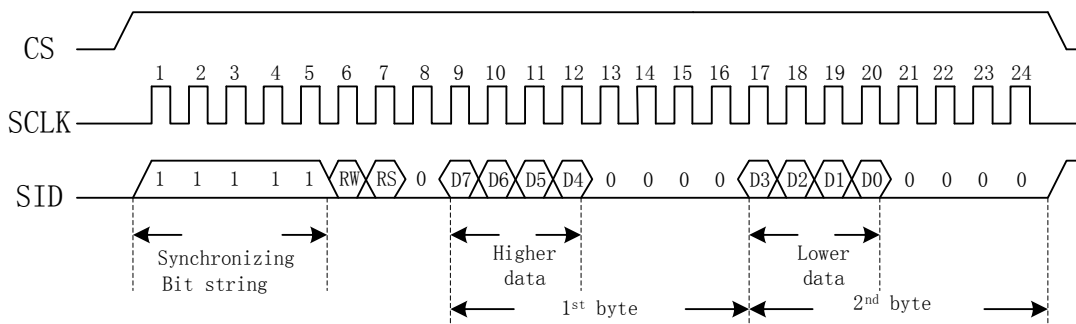 CS
1 2 3 4 5 6 7 8 9 10 11 12 13 14 15 16 17 18 19 20 21 22 23 24
SCLK
SID
1 1 1 1 1 RW RS 0 D7 D6 D5 D4 0 0 0 0 D3 D2 D1 D0 0 0 0 0
Synchronizing
Bit string
Higher
data
Lower
data
1st byte
2nd byte